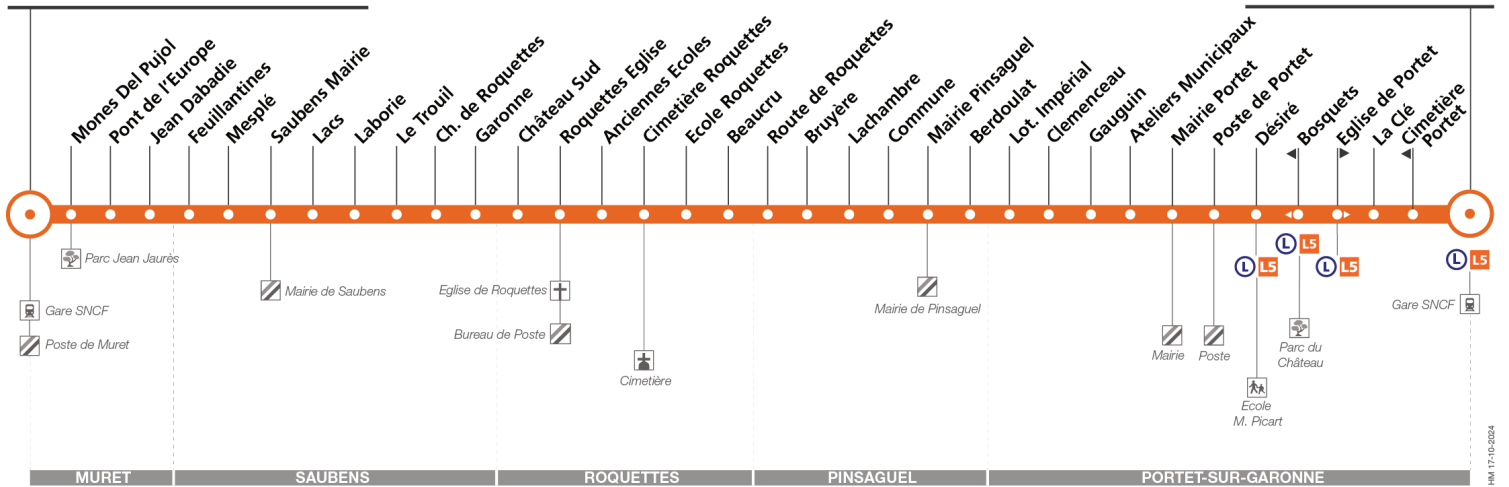 Mones Del Pujol
Pont de l'Europe
Jean Dabadie
Feuillantines
Mesplé
Saubens Mairie
Lacs
Laborie
Le Trouil
Ch. de Roquettes
Garonne
Château Sud
Roquettes Eglise
Anciennes Ecoles
Cimetière Roquettes
Ecole Roquettes
Beaucru
Route de Roquettes
Bruyère
Lachambre
Commune
Mairie Pinsaguel
Berdoulat
Lot. Impérial
Clemenceau
Gauguin
Ateliers Municipaux
Mairie Portet
Poste de Portet
Désiré
Bosquets
Eglise de Portet
La Clé
Cimetière
Portet
Parc Jean Jaurès
Gare SNCF
Poste de Muret
Mairie de Saubens
Eglise de Roquettes
Bureau de Poste
Cimetière
Mairie de Pinsaguel
Mairie
Poste
L L5
Ecole
M. Picart
L L5
Parc du
Château
L L5
L L5
Gare SNCF
MURET
SAUBENS
ROQUETTES
PINSAGUEL
PORTET-SUR-GARONNE
HM 17-10-2024